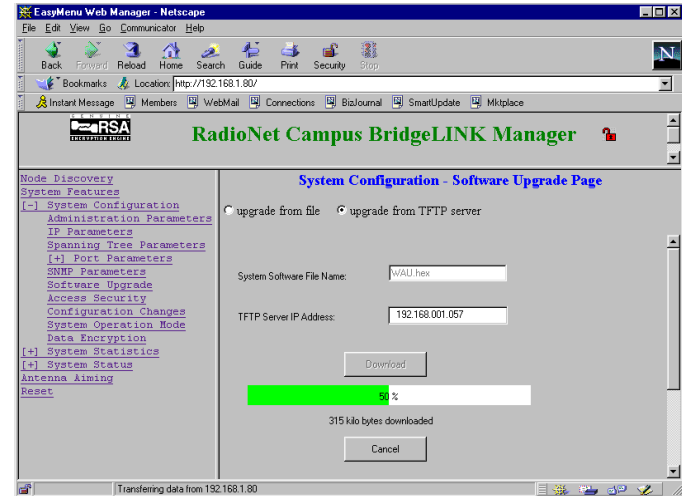 EasyMenu Web Manager - Netscape
File Edit View Go Communicator Help
Back Forward Reload Home Search Guide Print Security Stop
N
Bookmarks Location: http://192.168.1.80/
Instant Message Members WebMail Connections BizJournal SmartUpdate Mktplace
GENUINE
RSA
ENCRYPTION ENGINE
RadioNet Campus BridgeLINK Manager
Node Discovery
System Features
[-] System Configuration
Administration Parameters
IP Parameters
Spanning Tree Parameters
[+] Port Parameters
SNMP Parameters
Software Upgrade
Access Security
Configuration Changes
System Operation Mode
Data Encryption
[+] System Statistics
[+] System Status
Antenna Aiming
Reset
System Configuration - Software Upgrade Page
upgrade from file upgrade from TFTP server
System Software File Name: WAU.hex
TFTP Server IP Address: 192.168.001.057
Download
50 %
315 kilo bytes downloaded
Cancel
Transferring data from 192.168.1.80